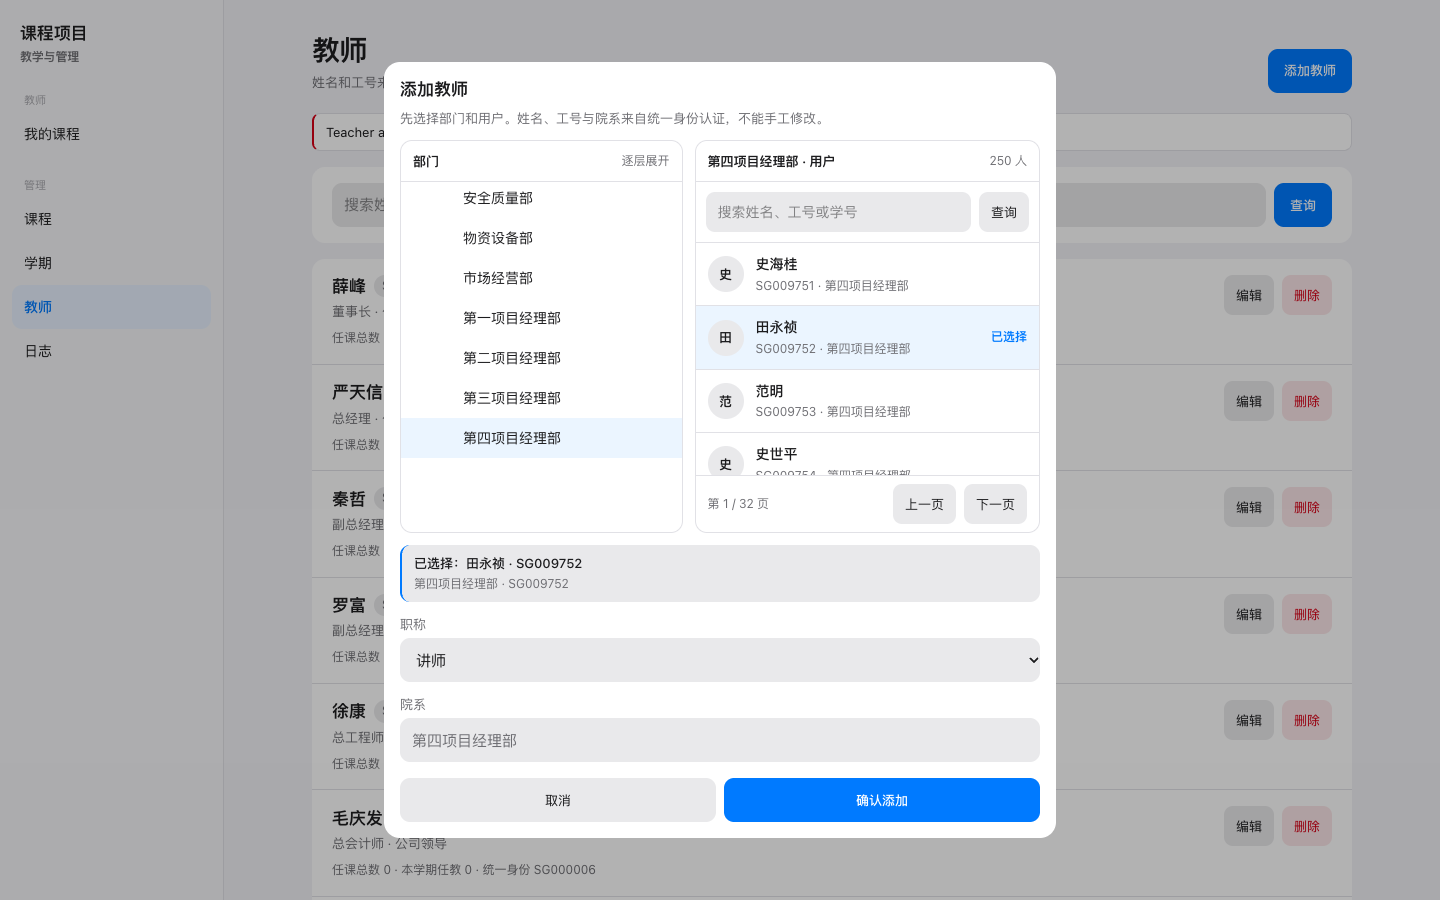 课程项目
教学与管理
教师
我的课程
管理
课程
学期
教师
日志
教师
姓名和工号
添加教师
Teacher a
查询
薛峰
董事长 ·
任课总数
编辑
删除
严天信
总经理 ·
任课总数
编辑
删除
秦哲
副总经理
任课总数
编辑
删除
罗富
副总经理
任课总数
编辑
删除
徐康
总工程师
任课总数
编辑
删除
毛庆发
总会计师 · 公司领导
任课总数 0 · 本学期任教 0 · 统一身份 SG000006
编辑
删除
添加教师
先选择部门和用户。姓名、工号与院系来自统一身份认证，不能手工修改。
部门
逐层展开
安全质量部
物资设备部
市场经营部
第一项目经理部
第二项目经理部
第三项目经理部
第四项目经理部
第四项目经理部 · 用户
250 人
搜索姓名、工号或学号
查询
史
史海桂
SG009751 · 第四项目经理部
田
田永祯
SG009752 · 第四项目经理部
已选择
范
范明
SG009753 · 第四项目经理部
史
史世平
SG009754 · 第四项目经理部
第 1 / 32 页
上一页
下一页
已选择：田永祯 · SG009752
第四项目经理部 · SG009752
职称
讲师
院系
第四项目经理部
取消
确认添加